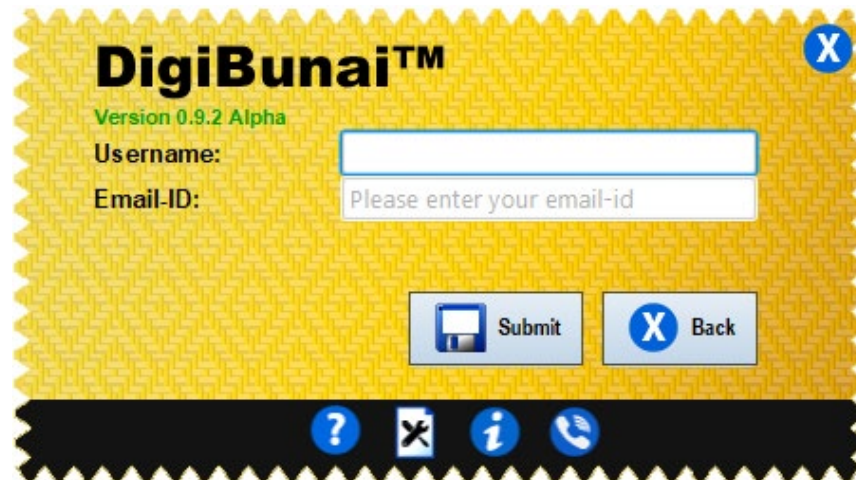 DigiBunai™
X
Version 0.9.2 Alpha
Username:
Email-ID: Please enter your email-id
Submit
X Back
? i